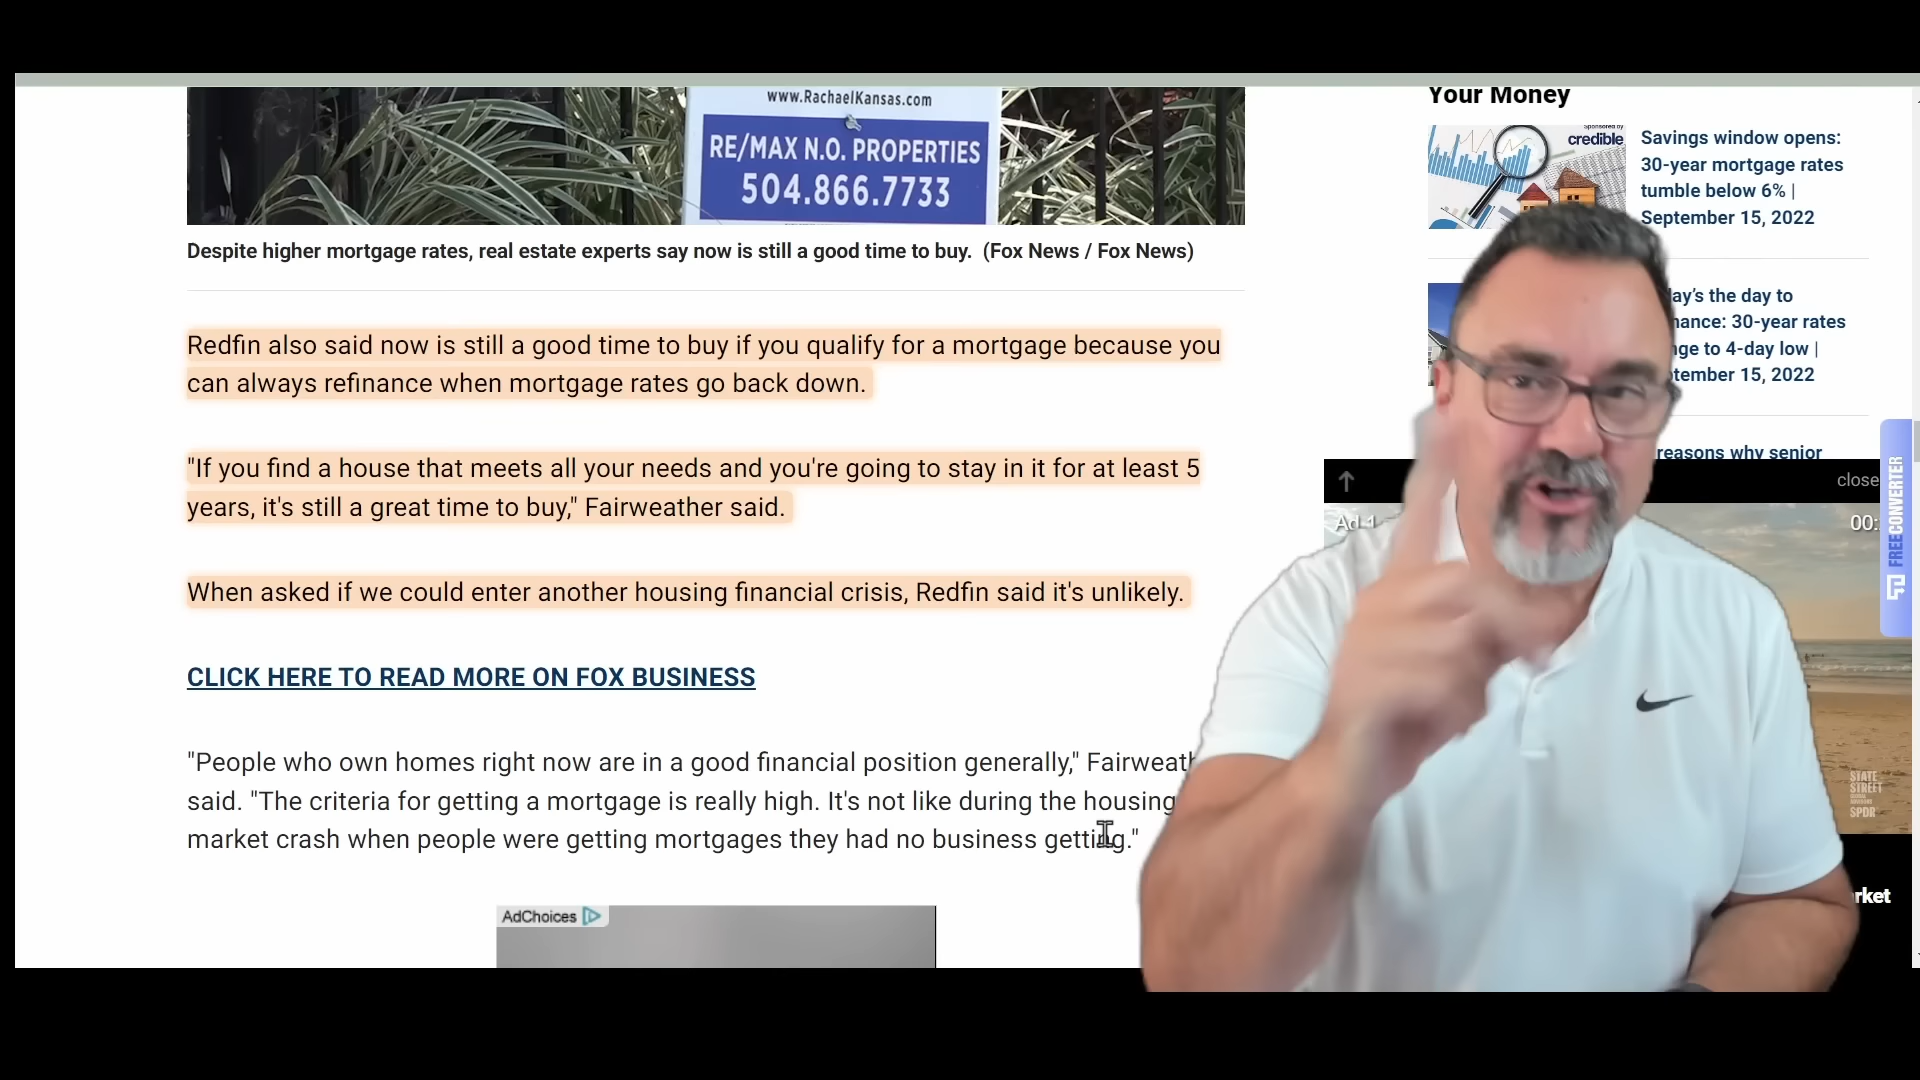 www.RachaelKansas.com
RE/MAX N.O. PROPERTIES
504.866.7733
Despite higher mortgage rates, real estate experts say now is still a good time to buy. (Fox News / Fox News)
Redfin also said now is still a good time to buy if you qualify for a mortgage because you
can always refinance when mortgage rates go back down.
"If you find a house that meets all your needs and you're going to stay in it for at least 5
years, it's still a great time to buy," Fairweather said.
When asked if we could enter another housing financial crisis, Redfin said it's unlikely.
CLICK HERE TO READ MORE ON FOX BUSINESS
"People who own homes right now are in a good financial position generally," Fairweath
said. "The criteria for getting a mortgage is really high. It's not like during the housing
market crash when people were getting mortgages they had no business getting."
AdChoices
Your Money
Sponsored by
credible
Savings window opens:
30-year mortgage rates
tumble below 6% |
September 15, 2022
ay's the day to
nance: 30-year rates
nge to 4-day low |
tember 15, 2022
reasons why senior
close
Ad 1
00:
FREECONVERTER
STATE
STREET
SPDR
rket